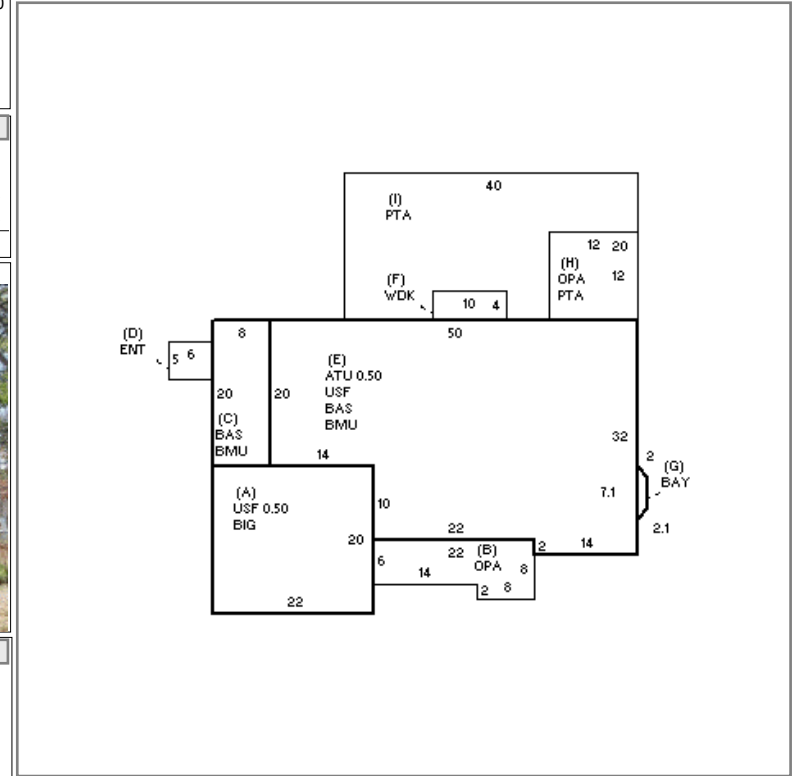 40
(I)
PTA
12 20
(H)
OPA
PTA
12
(F)
WDK
10 4
(D)
ENT
5 6
8
50
(E)
ATU 0.50
USF
BAS
BMU
20
20
(C)
BAS
BMU
14
32
2
(G)
BAY
7.1
2.1
(A)
USF 0.50
BIG
10
20
22
22
22
(B)
OPA
2
14
6
14
8
2 8